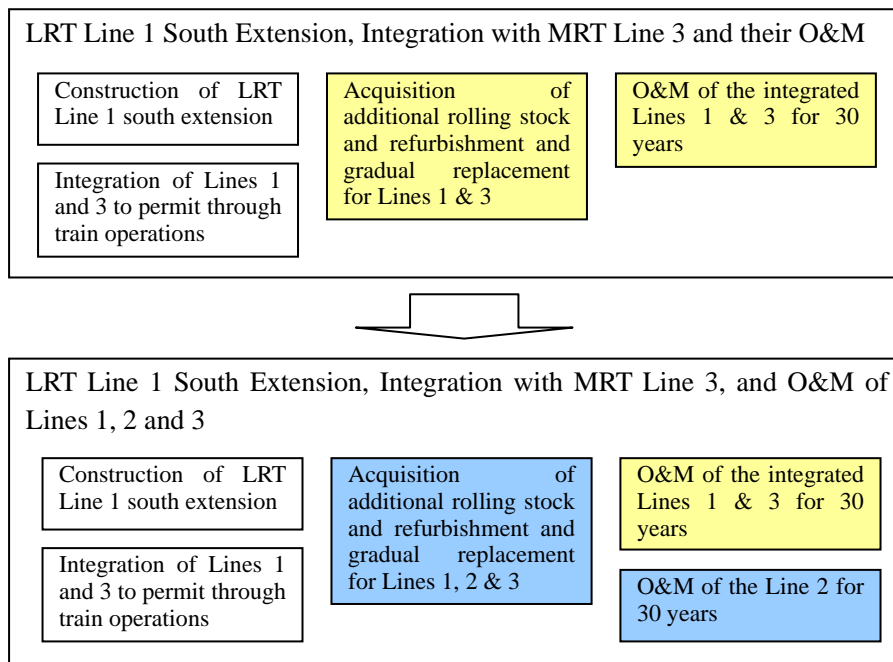 LRT Line 1 South Extension, Integration with MRT Line 3 and their O&M
Construction of LRT
Line 1 south extension
Integration of Lines 1
and 3 to permit through
train operations
Acquisition of
additional rolling stock
and refurbishment and
gradual replacement
for Lines 1 & 3
O&M of the integrated
Lines 1 & 3 for 30
years
LRT Line 1 South Extension, Integration with MRT Line 3, and O&M of
Lines 1, 2 and 3
Construction of LRT
Line 1 south extension
Integration of Lines 1
and 3 to permit through
train operations
Acquisition of
additional rolling stock
and refurbishment and
gradual replacement
for Lines 1, 2 & 3
O&M of the integrated
Lines 1 & 3 for 30
years
O&M of the Line 2 for
30 years